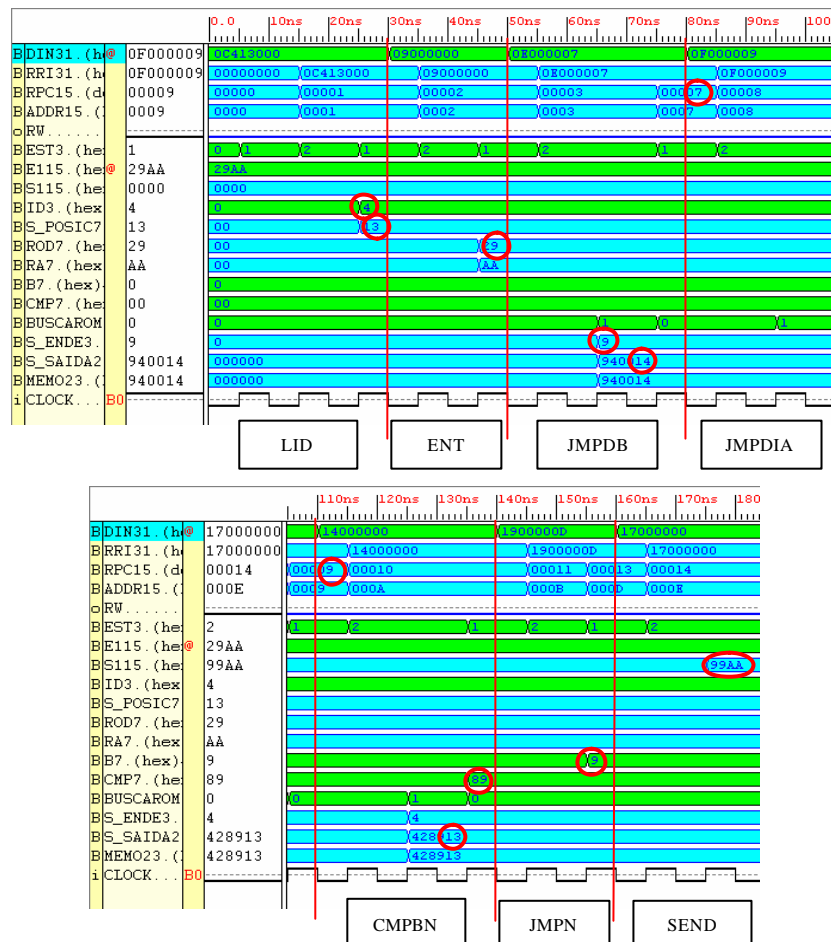 0.0 10ns 20ns 30ns 40ns 50ns 60ns 70ns 80ns 90ns 100
B DIN31.(he @ 0F000009 0C413000 09000000 0E000007 0F000009
B RRI31.(h 0F000009 00000000 0C413000 09000000 0E000007 0F000009
B RPC15.(d 00009 00000 00001 00002 00003 00007 00008
B ADDR15.( 0009 0000 0001 0002 0003 0007 0008
o RW.......
B EST3.(hex 1 0 1 2 1 2 1 2 1 2
B E115.(he @ 29AA 29AA
B S115.(he 0000 0000
B ID3.(hex 4 0 4
B S_POSIC7 13 00 13
B ROD7.(he 29 00 29
B RA7.(hex AA 00 AA
B B7.(hex) 0 0
B CMP7.(he 00 00
B BUSCAROM 0 0 1 0 1
B S_ENDE3. 9 0 9
B S_SAIDA2 940014 000000 940014
B MEMO23.( 940014 000000 940014
i CLOCK... B0
LID ENT JMPDB JMPDIA
110ns 120ns 130ns 140ns 150ns 160ns 170ns 180
B DIN31.(h @ 17000000 14000000 1900000D 17000000
B RRI31.(h 17000000 14000000 1900000D 17000000
B RPC15.(d 00014 00009 00010 00011 00013 00014
B ADDR15.( 000E 0009 000A 000B 000D 000E
o RW.......
B EST3.(he 2 1 2 1 2 1 2
B E115.(he @ 29AA
B S115.(he 99AA 99AA
B ID3.(hex 4
B S_POSIC7 13
B ROD7.(he 29
B RA7.(hex AA
B B7.(hex) 9 9
B CMP7.(he 89 89
B BUSCAROM 0 0 1 0
B S_ENDE3. 4 4
B S_SAIDA2 428913 428913
B MEMO23.( 428913 428913
i CLOCK... B0
CMPBN JMPN SEND